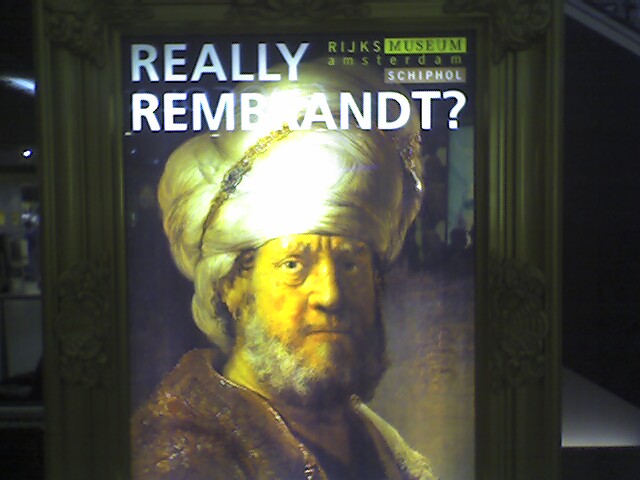 REALLY
REMBRANDT?
RIJKS MUSEUM
amsterdam
SCHIPHOL